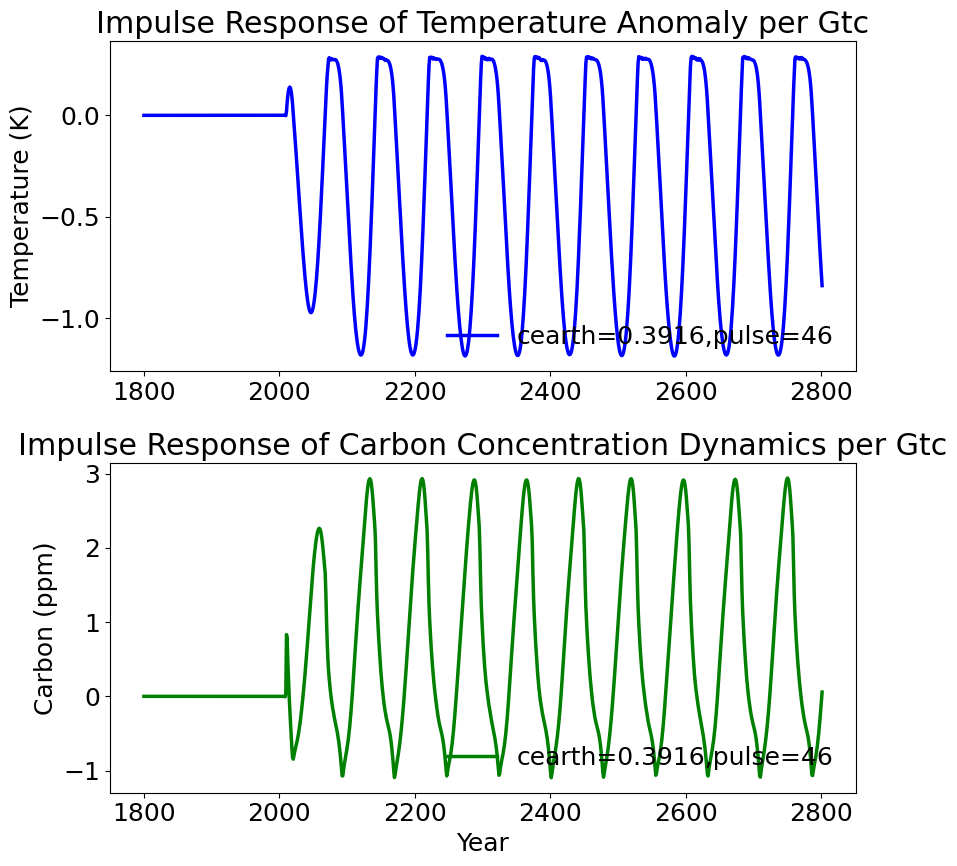 Impulse Response of Temperature Anomaly per Gtc
Temperature (K)
0.0
−0.5
−1.0
cearth=0.3916,pulse=46
1800 2000 2200 2400 2600 2800
Impulse Response of Carbon Concentration Dynamics per Gtc
Carbon (ppm)
3
2
1
0
−1
cearth=0.3916,pulse=46
1800 2000 2200 2400 2600 2800
Year